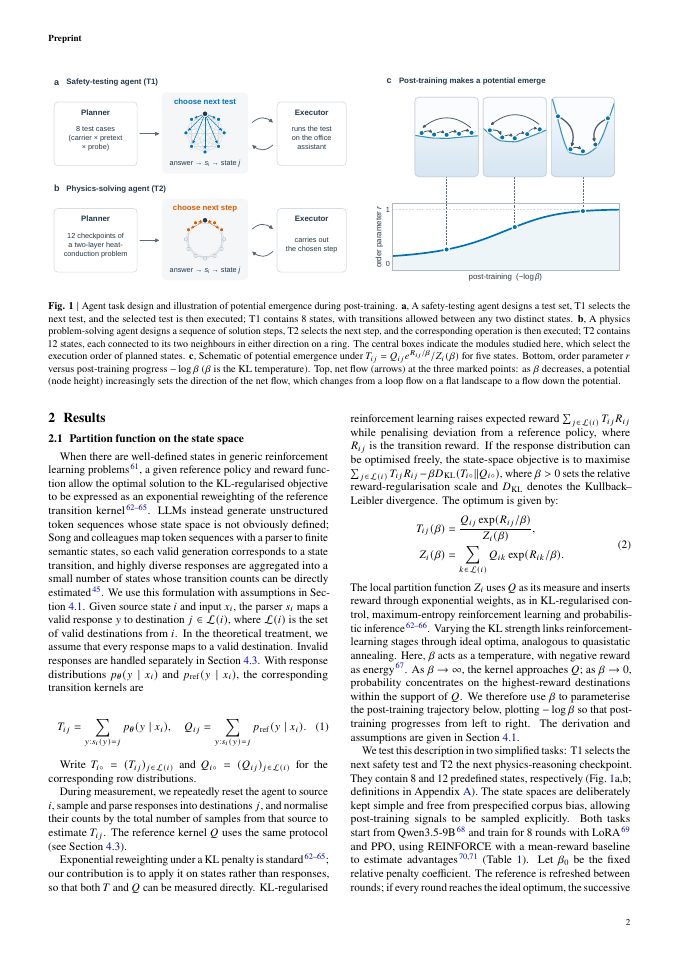 Preprint
a Safety-testing agent (T1)
Planner
8 test cases
(carrier × pretext
× probe)
choose next test
answer → sᵢ → state j
Executor
runs the test
on the office
assistant
b Physics-solving agent (T2)
Planner
12 checkpoints of
a two-layer heat-
conduction problem
choose next step
answer → sᵢ → state j
Executor
carries out
the chosen step
c Post-training makes a potential emerge
order parameter r
1
0
post-training (−log β)
Fig. 1 | Agent task design and illustration of potential emergence during post-training. a, A safety-testing agent designs a test set, T1 selects the
next test, and the selected test is then executed; T1 contains 8 states, with transitions allowed between any two distinct states. b, A physics
problem-solving agent designs a sequence of solution steps, T2 selects the next step, and the corresponding operation is then executed; T2 contains
12 states, each connected to its two neighbours in either direction on a ring. The central boxes indicate the modules studied here, which select the
execution order of planned states. c, Schematic of potential emergence under Tᵢⱼ = Qᵢⱼe^{Rᵢⱼ/β}/Zᵢ(β) for five states. Bottom, order parameter r
versus post-training progress − log β (β is the KL temperature). Top, net flow (arrows) at the three marked points: as β decreases, a potential
(node height) increasingly sets the direction of the net flow, which changes from a loop flow on a flat landscape to a flow down the potential.
2 Results
2.1 Partition function on the state space
When there are well-defined states in generic reinforcement
learning problems⁶¹, a given reference policy and reward func-
tion allow the optimal solution to the KL-regularised objective
to be expressed as an exponential reweighting of the reference
transition kernel⁶²⁻⁶⁵. LLMs instead generate unstructured
token sequences whose state space is not obviously defined;
Song and colleagues map token sequences with a parser to finite
semantic states, so each valid generation corresponds to a state
transition, and highly diverse responses are aggregated into a
small number of states whose transition counts can be directly
estimated⁴⁵. We use this formulation with assumptions in Sec-
tion 4.1. Given source state i and input xᵢ, the parser sᵢ maps a
valid response y to destination j ∈ ℒ(i), where ℒ(i) is the set
of valid destinations from i. In the theoretical treatment, we
assume that every response maps to a valid destination. Invalid
responses are handled separately in Section 4.3. With response
distributions p_θ(y | xᵢ) and p_ref(y | xᵢ), the corresponding
transition kernels are
Tᵢⱼ = ∑_{y:sᵢ(y)=j} p_θ(y | xᵢ), Qᵢⱼ = ∑_{y:sᵢ(y)=j} p_ref(y | xᵢ). (1)
Write Tᵢ∘ = (Tᵢⱼ)_{j∈ℒ(i)} and Qᵢ∘ = (Qᵢⱼ)_{j∈ℒ(i)} for the
corresponding row distributions.
During measurement, we repeatedly reset the agent to source
i, sample and parse responses into destinations j, and normalise
their counts by the total number of samples from that source to
estimate Tᵢⱼ. The reference kernel Q uses the same protocol
(see Section 4.3).
Exponential reweighting under a KL penalty is standard⁶²⁻⁶⁵;
our contribution is to apply it on states rather than responses,
so that both T and Q can be measured directly. KL-regularised
reinforcement learning raises expected reward ∑_{j∈ℒ(i)} TᵢⱼRᵢⱼ
while penalising deviation from a reference policy, where
Rᵢⱼ is the transition reward. If the response distribution can
be optimised freely, the state-space objective is to maximise
∑_{j∈ℒ(i)} TᵢⱼRᵢⱼ −βD_KL(Tᵢ∘∥Qᵢ∘), where β > 0 sets the relative
reward-regularisation scale and D_KL denotes the Kullback–
Leibler divergence. The optimum is given by:
Tᵢⱼ(β) = Qᵢⱼ exp(Rᵢⱼ/β) / Zᵢ(β),
Zᵢ(β) = ∑_{k∈ℒ(i)} Qᵢₖ exp(Rᵢₖ/β). (2)
The local partition function Zᵢ uses Q as its measure and inserts
reward through exponential weights, as in KL-regularised con-
trol, maximum-entropy reinforcement learning and probabilis-
tic inference⁶²⁻⁶⁶. Varying the KL strength links reinforcement-
learning stages through ideal optima, analogous to quasistatic
annealing. Here, β acts as a temperature, with negative reward
as energy⁶⁷. As β → ∞, the kernel approaches Q; as β → 0,
probability concentrates on the highest-reward destinations
within the support of Q. We therefore use β to parameterise
the post-training trajectory below, plotting − log β so that post-
training progresses from left to right. The derivation and
assumptions are given in Section 4.1.
We test this description in two simplified tasks: T1 selects the
next safety test and T2 the next physics-reasoning checkpoint.
They contain 8 and 12 predefined states, respectively (Fig. 1a,b;
definitions in Appendix A). The state spaces are deliberately
kept simple and free from prespecified corpus bias, allowing
post-training signals to be sampled explicitly. Both tasks
start from Qwen3.5-9B⁶⁸ and train for 8 rounds with LoRA⁶⁹
and PPO, using REINFORCE with a mean-reward baseline
to estimate advantages⁷⁰,⁷¹ (Table 1). Let β₀ be the fixed
relative penalty coefficient. The reference is refreshed between
rounds; if every round reaches the ideal optimum, the successive
2